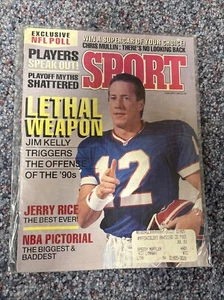 EXCLUSIVE
NFL POLL
PLAYERS
SPEAK OUT!
PLAYOFF MYTHS
SHATTERED
WIN A SUPERCAR OF YOUR CHOICE!
CHRIS MULLIN: THERE'S NO LOOKING BACK
SPORT
LETHAL
WEAPON
JIM KELLY
TRIGGERS
THE OFFENSE
OF THE '90s
12
JERRY RICE
THE BEST EVER!
NBA PICTORIAL
THE BIGGEST &
BADDEST